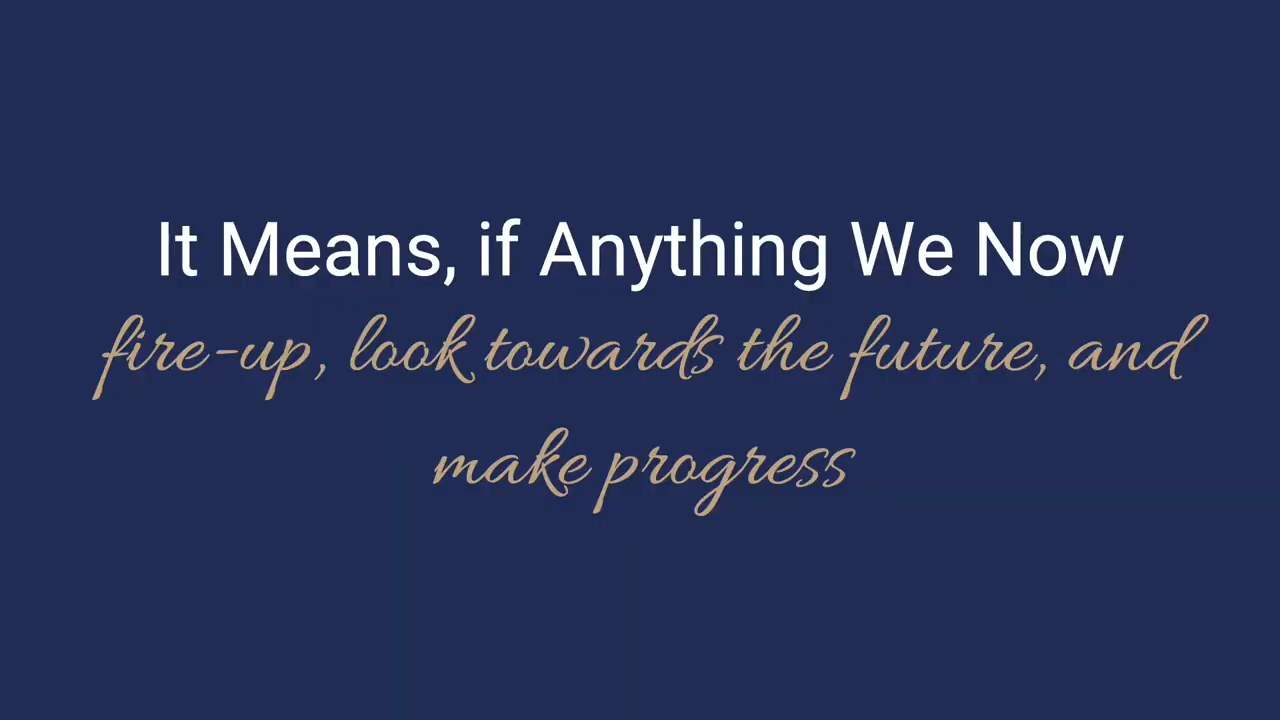 It Means, if Anything We Now
fire-up, look towards the future, and
make progress